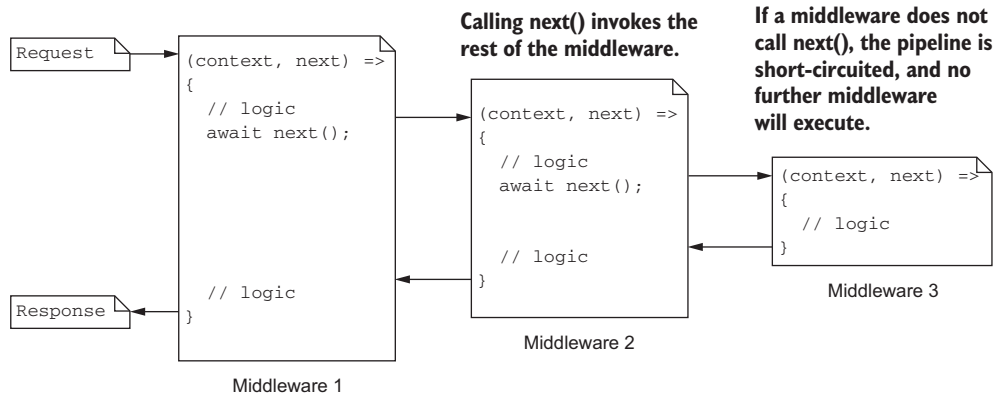 Calling next() invokes the
rest of the middleware.
If a middleware does not
call next(), the pipeline is
short-circuited, and no
further middleware
will execute.
Request
(context, next) =>
{
// logic
await next();
// logic
}
Response
Middleware 1
(context, next) =>
{
// logic
await next();
// logic
}
Middleware 2
(context, next) =>
{
// logic
}
Middleware 3